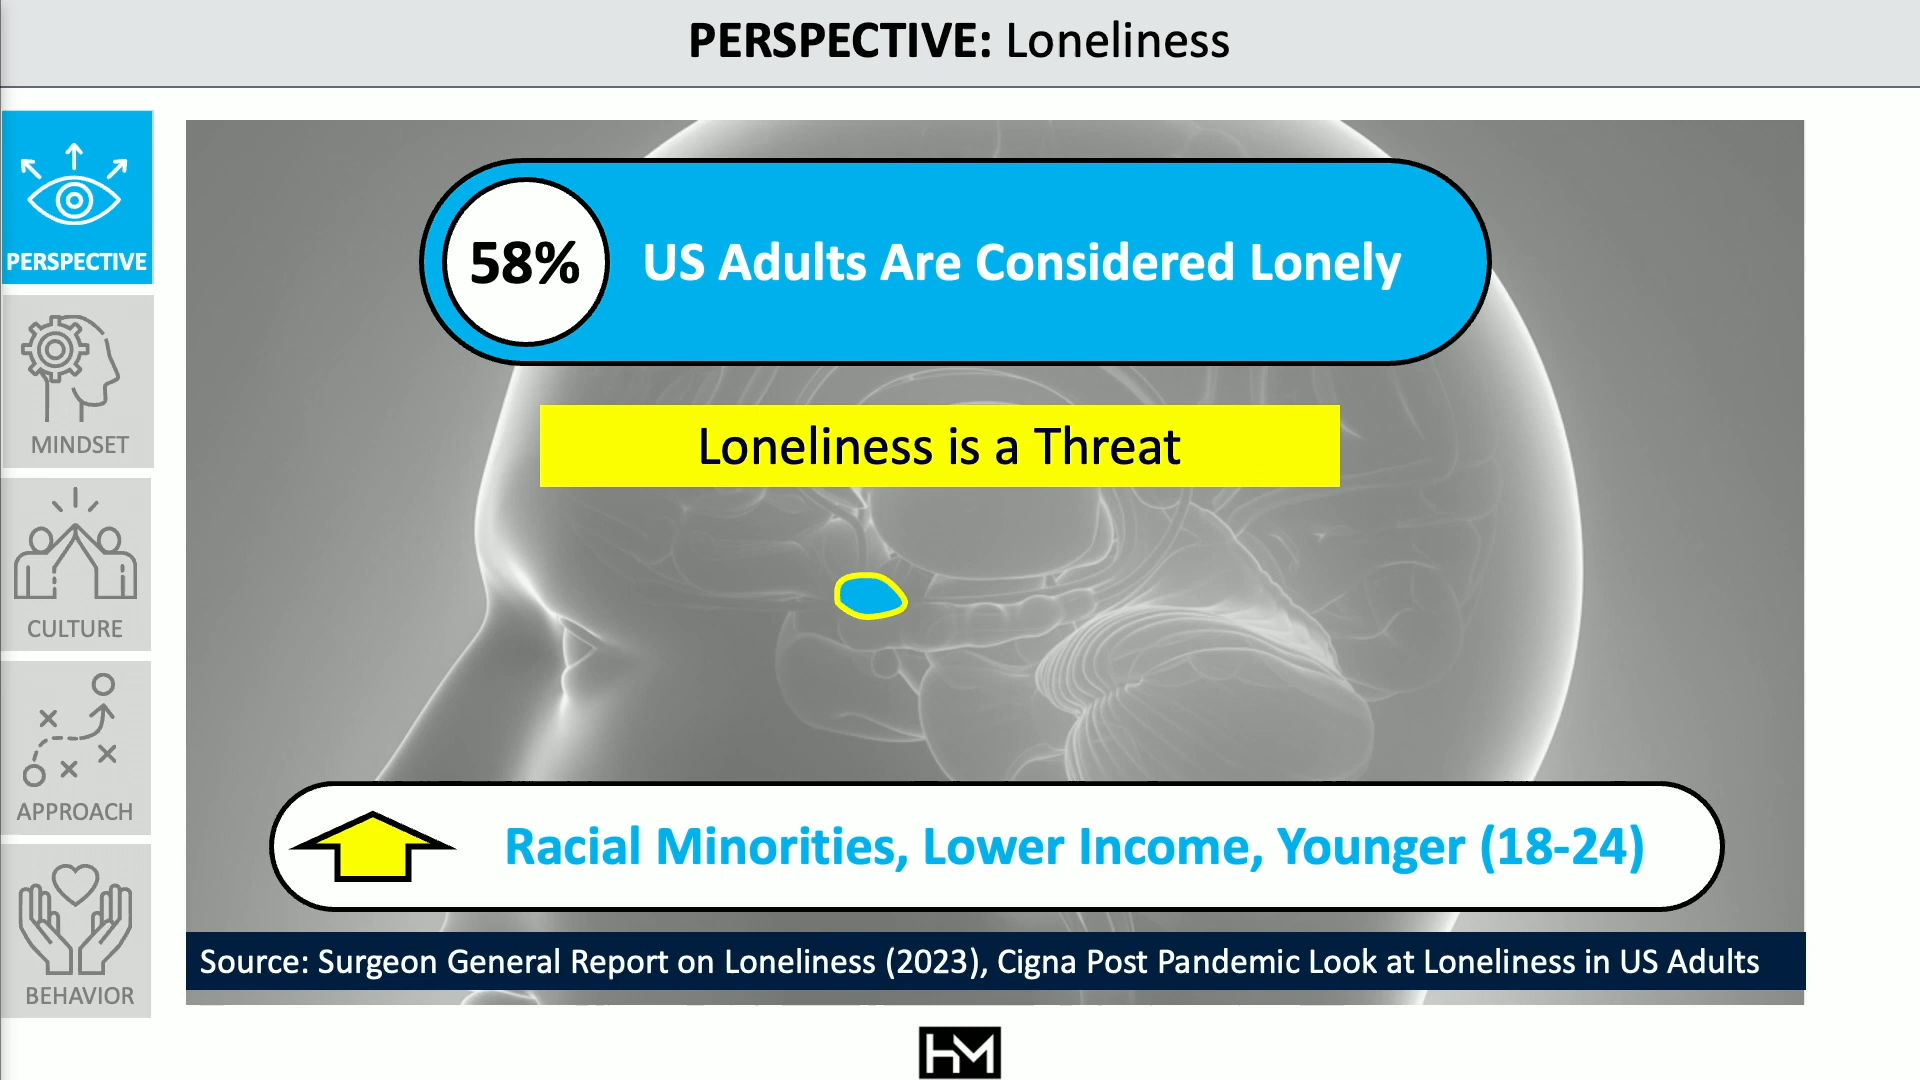 PERSPECTIVE: Loneliness
PERSPECTIVE
MINDSET
CULTURE
APPROACH
BEHAVIOR
58%
US Adults Are Considered Lonely
Loneliness is a Threat
Racial Minorities, Lower Income, Younger (18-24)
Source: Surgeon General Report on Loneliness (2023), Cigna Post Pandemic Look at Loneliness in US Adults
HM